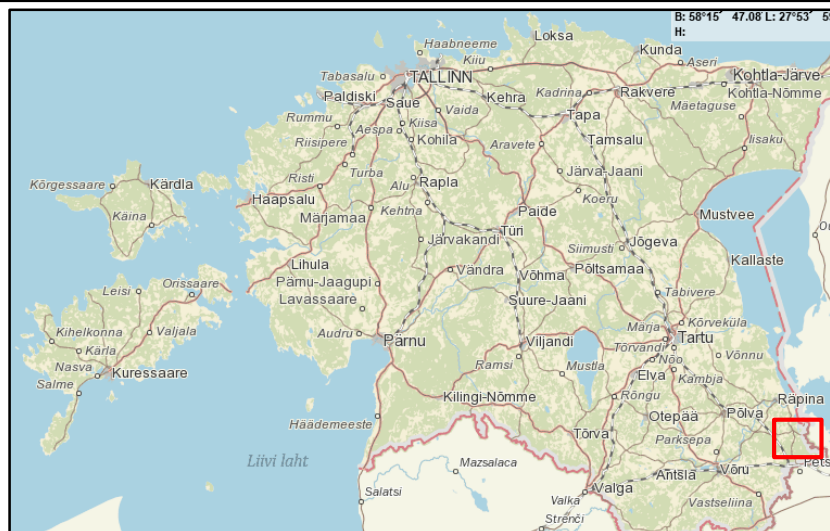 B: 58°15´ 47.08 L: 27°53´ 5
H:
Loksa
Haabneeme
Kunda
Kiiu
Aseri
Tabasalu
TALLINN
Kohtla-Järve
Paldiski
Saue
Kehra
Kadrina
Rakvere
Kohtla-Nõmme
Rummu
Vaida
Tapa
Maetaguse
Kiisa
Aespa
Kohila
Aravete
Tamsalu
Iisaku
Riisipere
Turba
Järva-Jaani
Kõrgessaare
Kärdla
Risti
Alu
Rapla
Koeru
Haapsalu
Käina
Märjamaa
Kehtna
Paide
Mustvee
Türi
Järvakandi
Siimusti
Jõgeva
Lihula
Vändra
Võhma
Põltsamaa
Kallaste
Leisi
Orissaare
Pärnu-Jaagupi
Lavassaare
Suure-Jaani
Tabivere
Kihelkonna
Valjala
Audru
Pärnu
Viljandi
Märja
Kõrveküla
Tartu
Kärla
Tõrvandi
Nõo
Võnnu
Nasva
Kuressaare
Ramsi
Mustla
Elva
Kambja
Salme
Kilingi-Nõmme
Rõngu
Räpina
Häädemeeste
Otepää
Põlva
Tõrva
Parksepa
Liivi laht
Mazsalaca
Antsla
Võru
Pets
Valga
Salatsi
Valka
Vastseliina
Strenči